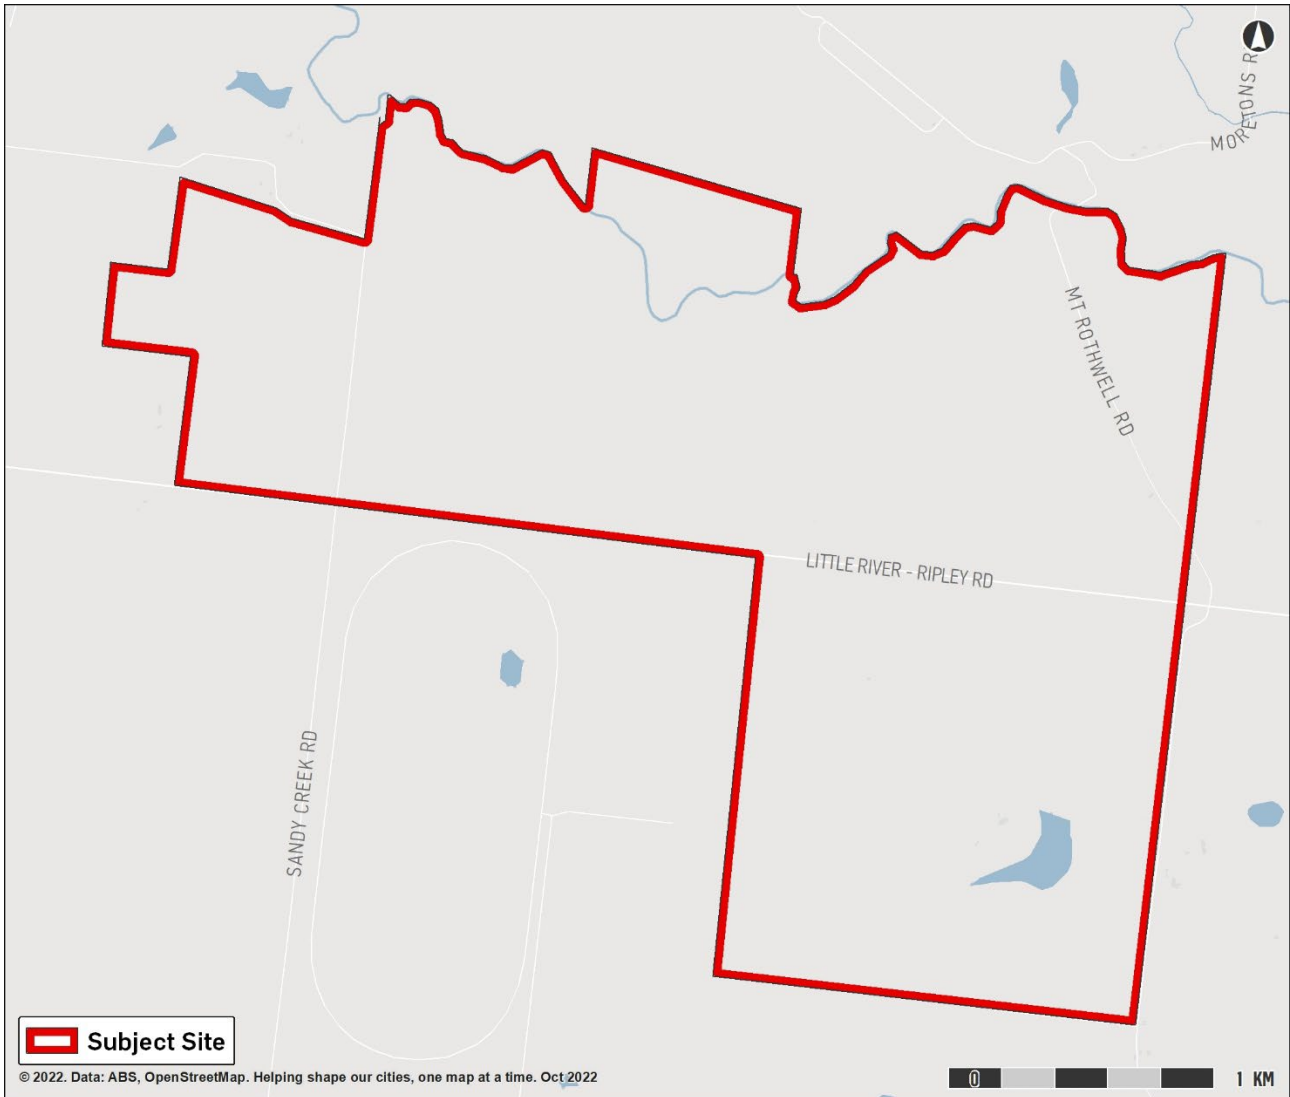 MORETONS R
MT ROTHWELL RD
LITTLE RIVER - RIPLEY RD
SANDY CREEK RD
Subject Site
© 2022. Data: ABS, OpenStreetMap. Helping shape our cities, one map at a time. Oct 2022
0 1 KM